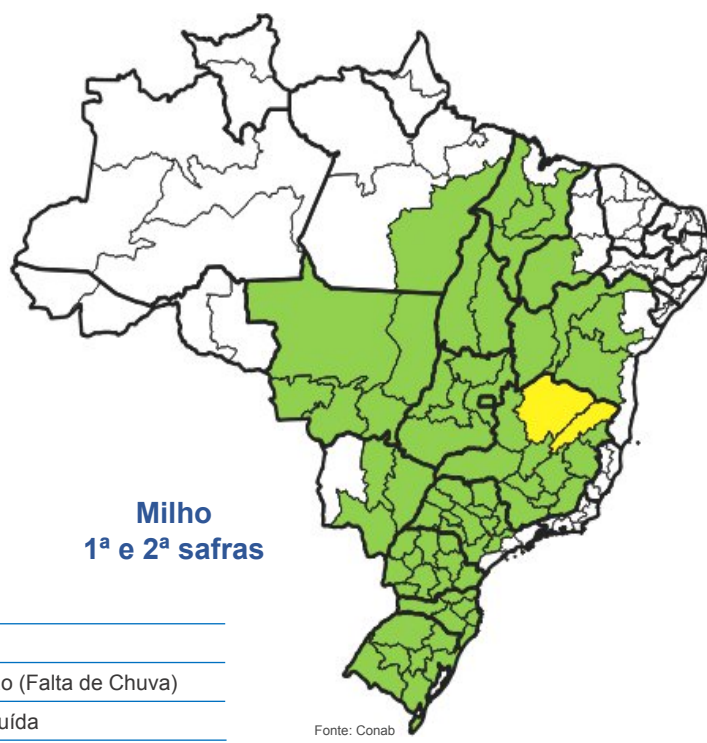 Milho
1ª e 2ª safras
o (Falta de Chuva)
uída
Fonte: Conab